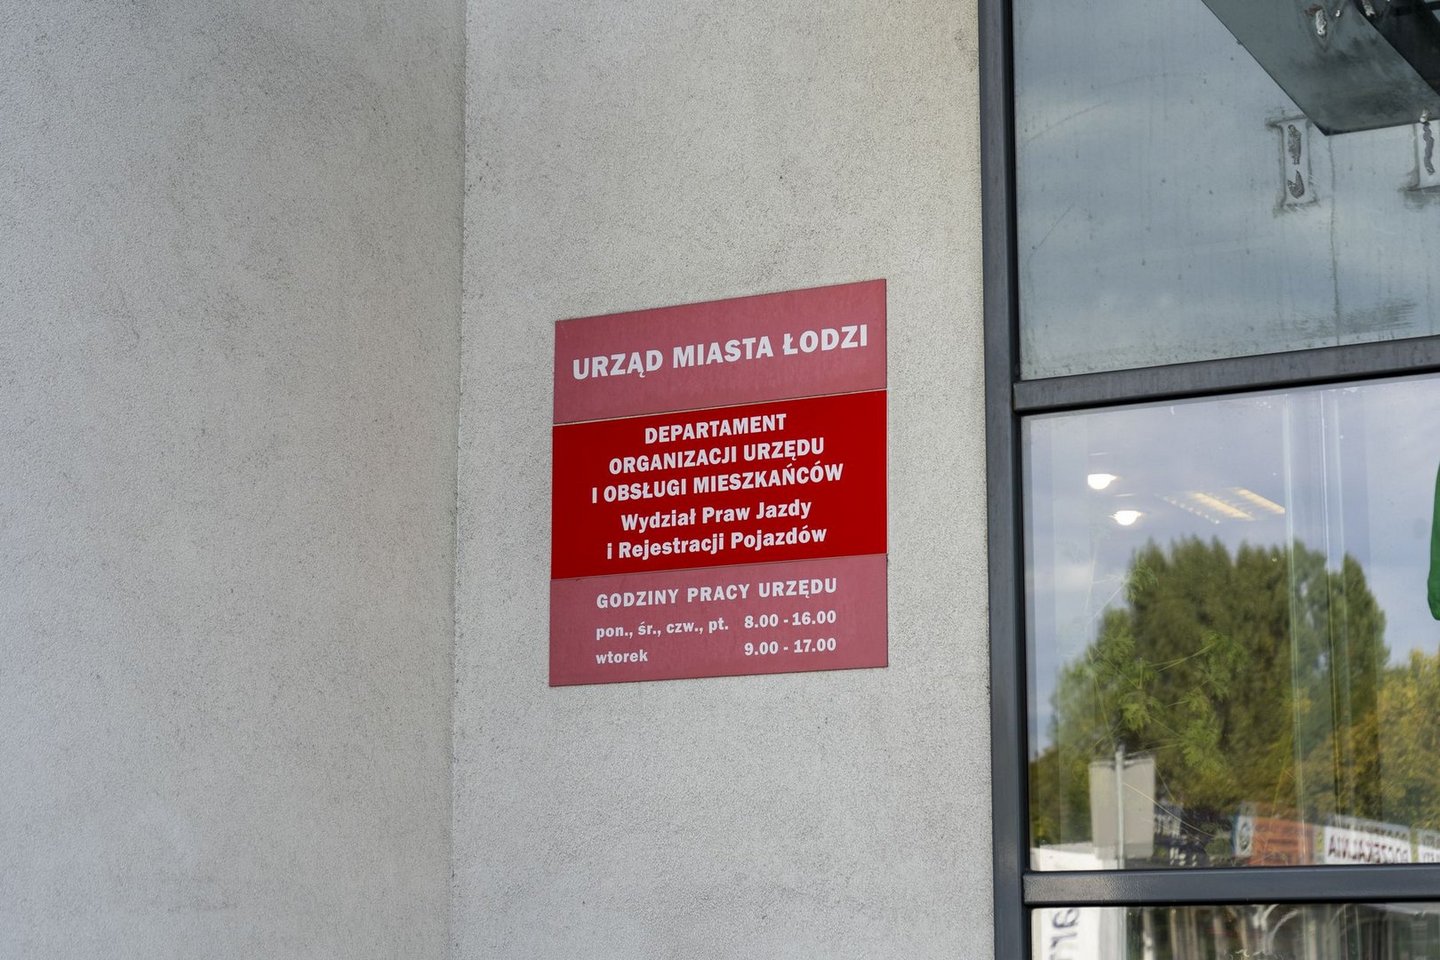 URZĄD MIASTA ŁODZI
DEPARTAMENT
ORGANIZACJI URZĘDU
I OBSŁUGI MIESZKAŃCÓW
Wydział Praw Jazdy
i Rejestracji Pojazdów
GODZINY PRACY URZĘDU
pon., śr., czw., pt. 8.00 - 16.00
wtorek 9.00 - 17.00